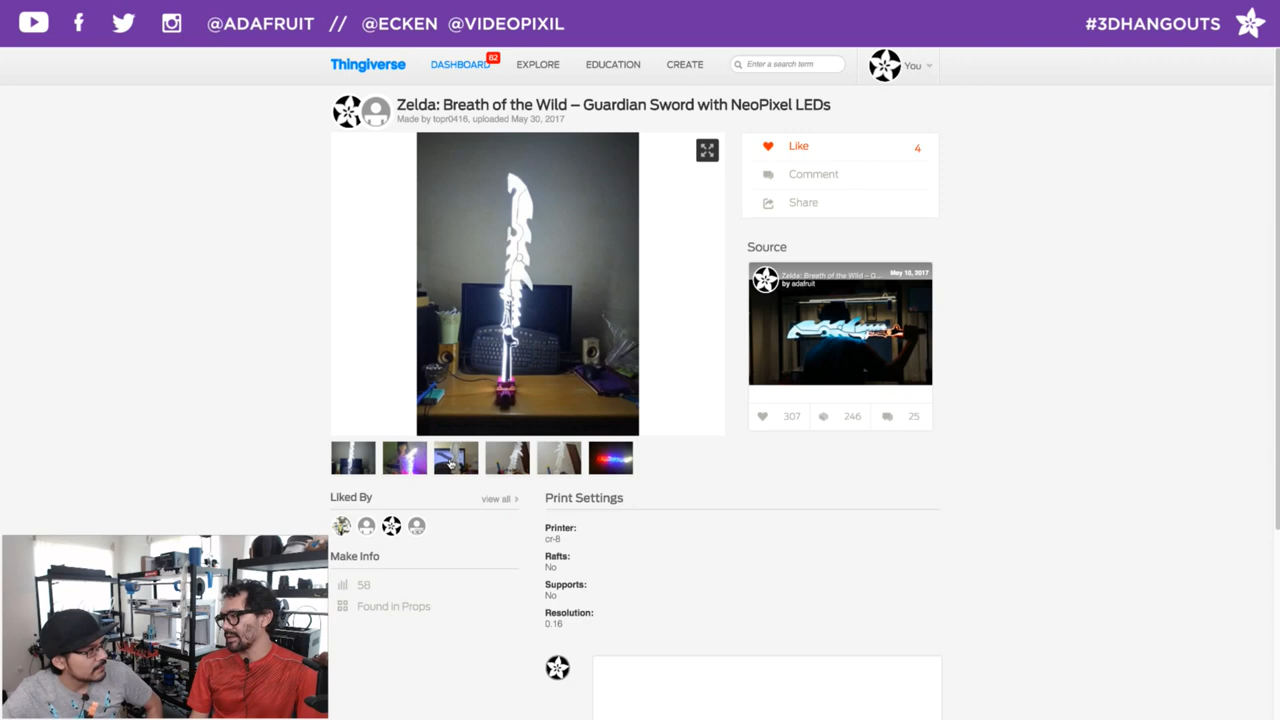 @ADAFRUIT // @ECKEN @VIDEOPIXIL
#3DHANGOUTS
Thingiverse
DASHBOARD
82
EXPLORE
EDUCATION
CREATE
Enter a search term
You
Zelda: Breath of the Wild – Guardian Sword with NeoPixel LEDs
Made by topr0416, uploaded May 30, 2017
Like
4
Comment
Share
Source
Zelda: Breath of the Wild – G...
May 10, 2017
by adafruit
307
246
25
Liked By
view all »
Print Settings
Printer:
cr-8
Rafts:
No
Supports:
No
Resolution:
0.16
Make Info
58
Found in Props